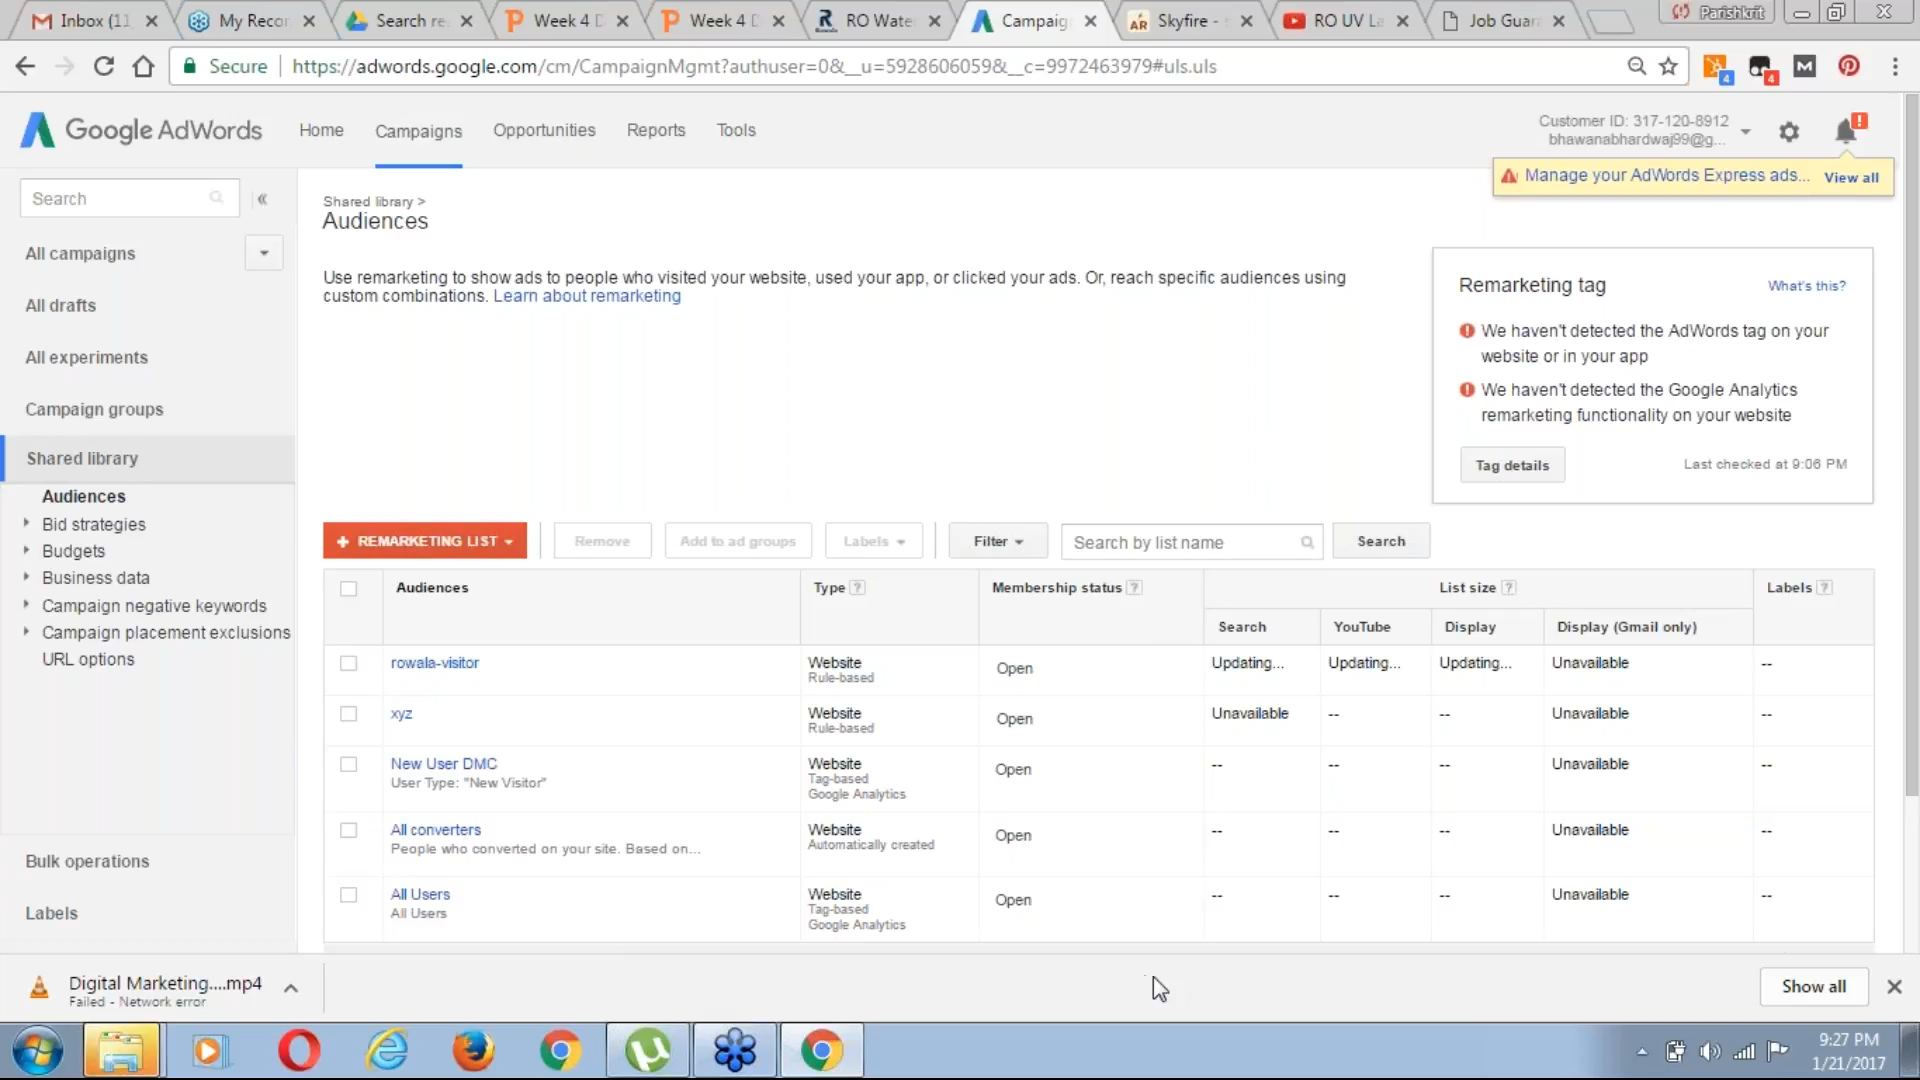 Inbox (11
My Recor
Search re
Week 4 D
Week 4 D
RO Wate
Campaig
Skyfire - s
RO UV La
Job Guar
Parishkrit
Secure
https://adwords.google.com/cm/CampaignMgmt?authuser=0&__u=5928606059&__c=9972463979#uls.uls
4
4
Google AdWords
Home
Campaigns
Opportunities
Reports
Tools
Customer ID: 317-120-8912
bhawanabhardwaj99@g...
Manage your AdWords Express ads...
View all
Search
All campaigns
All drafts
All experiments
Campaign groups
Shared library
Audiences
Bid strategies
Budgets
Business data
Campaign negative keywords
Campaign placement exclusions
URL options
Bulk operations
Labels
Shared library >
Audiences
Use remarketing to show ads to people who visited your website, used your app, or clicked your ads. Or, reach specific audiences using
custom combinations. Learn about remarketing
Remarketing tag
What's this?
We haven't detected the AdWords tag on your
website or in your app
We haven't detected the Google Analytics
remarketing functionality on your website
Tag details
Last checked at 9:06 PM
+ REMARKETING LIST
Remove
Add to ad groups
Labels
Filter
Search by list name
Search
Audiences
Type ?
Membership status ?
List size ?
Labels ?
Search
YouTube
Display
Display (Gmail only)
rowala-visitor
Website
Rule-based
Open
Updating...
Updating...
Updating...
Unavailable
--
xyz
Website
Rule-based
Open
Unavailable
--
--
Unavailable
--
New User DMC
User Type: "New Visitor"
Website
Tag-based
Google Analytics
Open
--
--
--
Unavailable
--
All converters
People who converted on your site. Based on...
Website
Automatically created
Open
--
--
--
Unavailable
--
All Users
All Users
Website
Tag-based
Google Analytics
Open
--
--
--
Unavailable
--
Digital Marketing....mp4
Failed - Network error
Show all
9:27 PM
1/21/2017